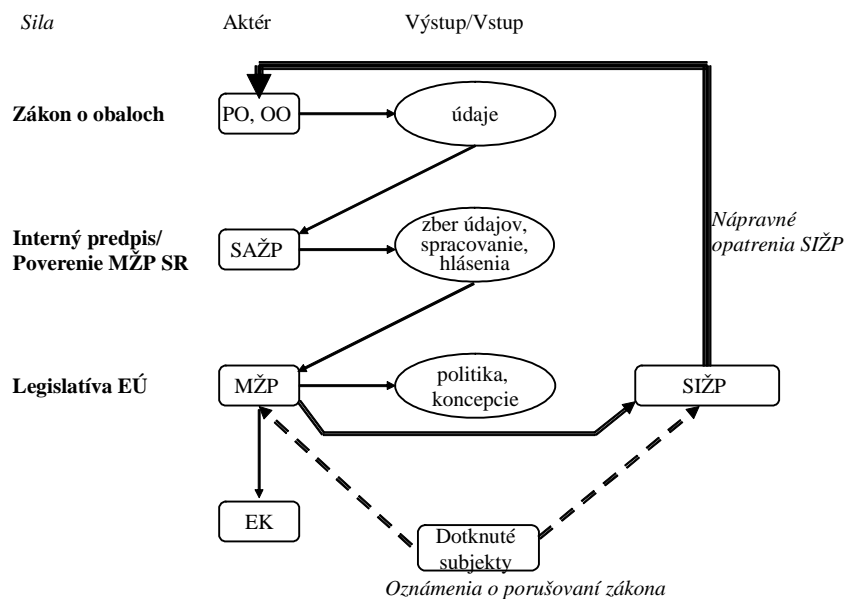 Sila Aktér Výstup/Vstup
Zákon o obaloch
PO, OO
údaje
Interný predpis/
Poverenie MŽP SR
SAŽP
zber údajov,
spracovanie,
hlásenia
Nápravné
opatrenia SIŽP
Legislatíva EÚ
MŽP
politika,
koncepcie
SIŽP
EK
Dotknuté
subjekty
Oznámenia o porušovaní zákona